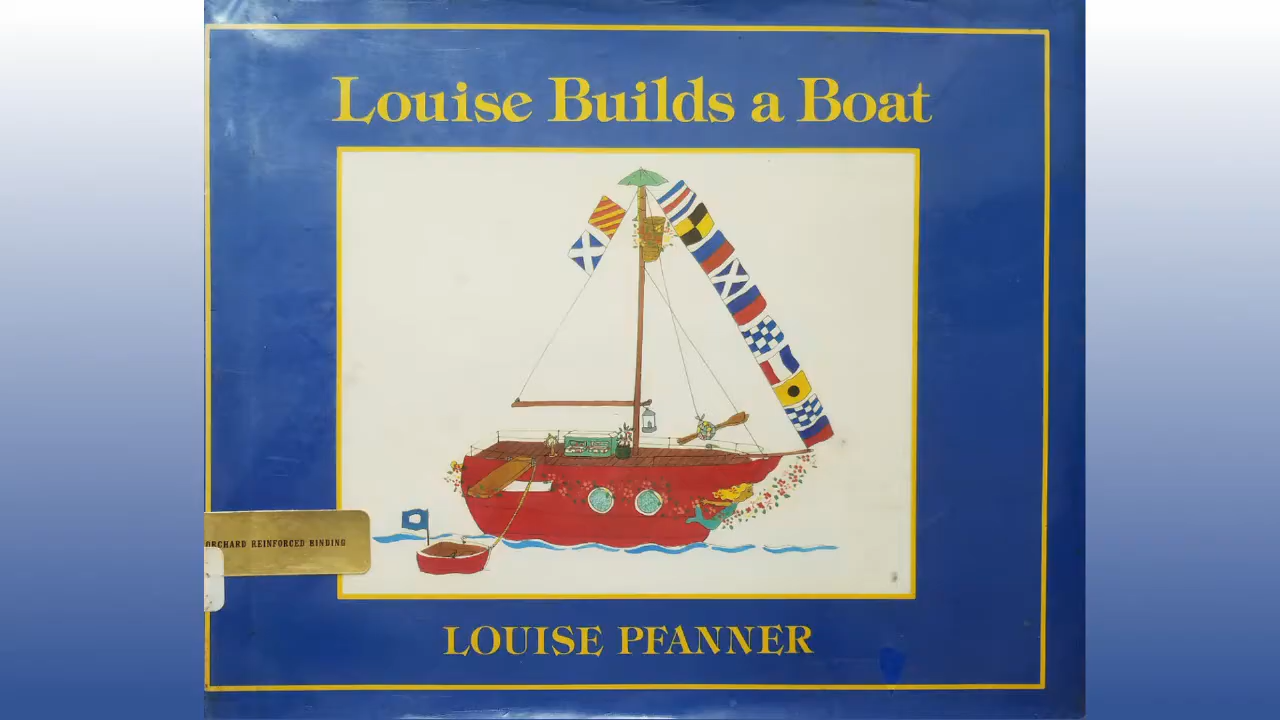 Louise Builds a Boat
ORCHARD REINFORCED BINDING
LOUISE PFANNER